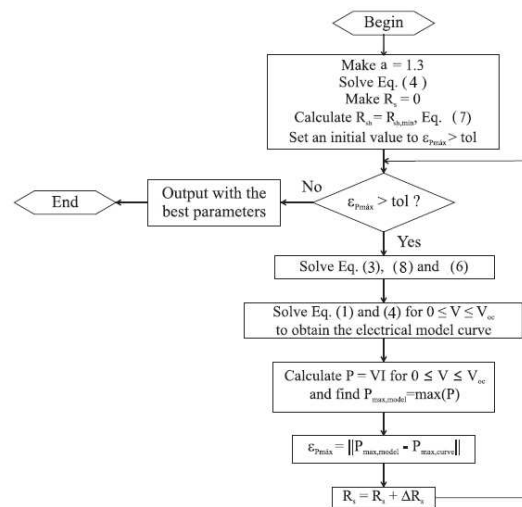 Begin
Make a = 1.3
Solve Eq. (4)
Make Rs = 0
Calculate Rsh = Rsh,min, Eq. (7)
Set an initial value to εPmáx > tol
εPmáx > tol ?
No
Output with the
best parameters
End
Yes
Solve Eq. (3), (8) and (6)
Solve Eq. (1) and (4) for 0 ≤ V ≤ Voc
to obtain the electrical model curve
Calculate P = VI for 0 ≤ V ≤ Voc
and find Pmax,model=max(P)
εPmáx = ||Pmax,model - Pmax,curve||
Rs = Rs + ΔRs